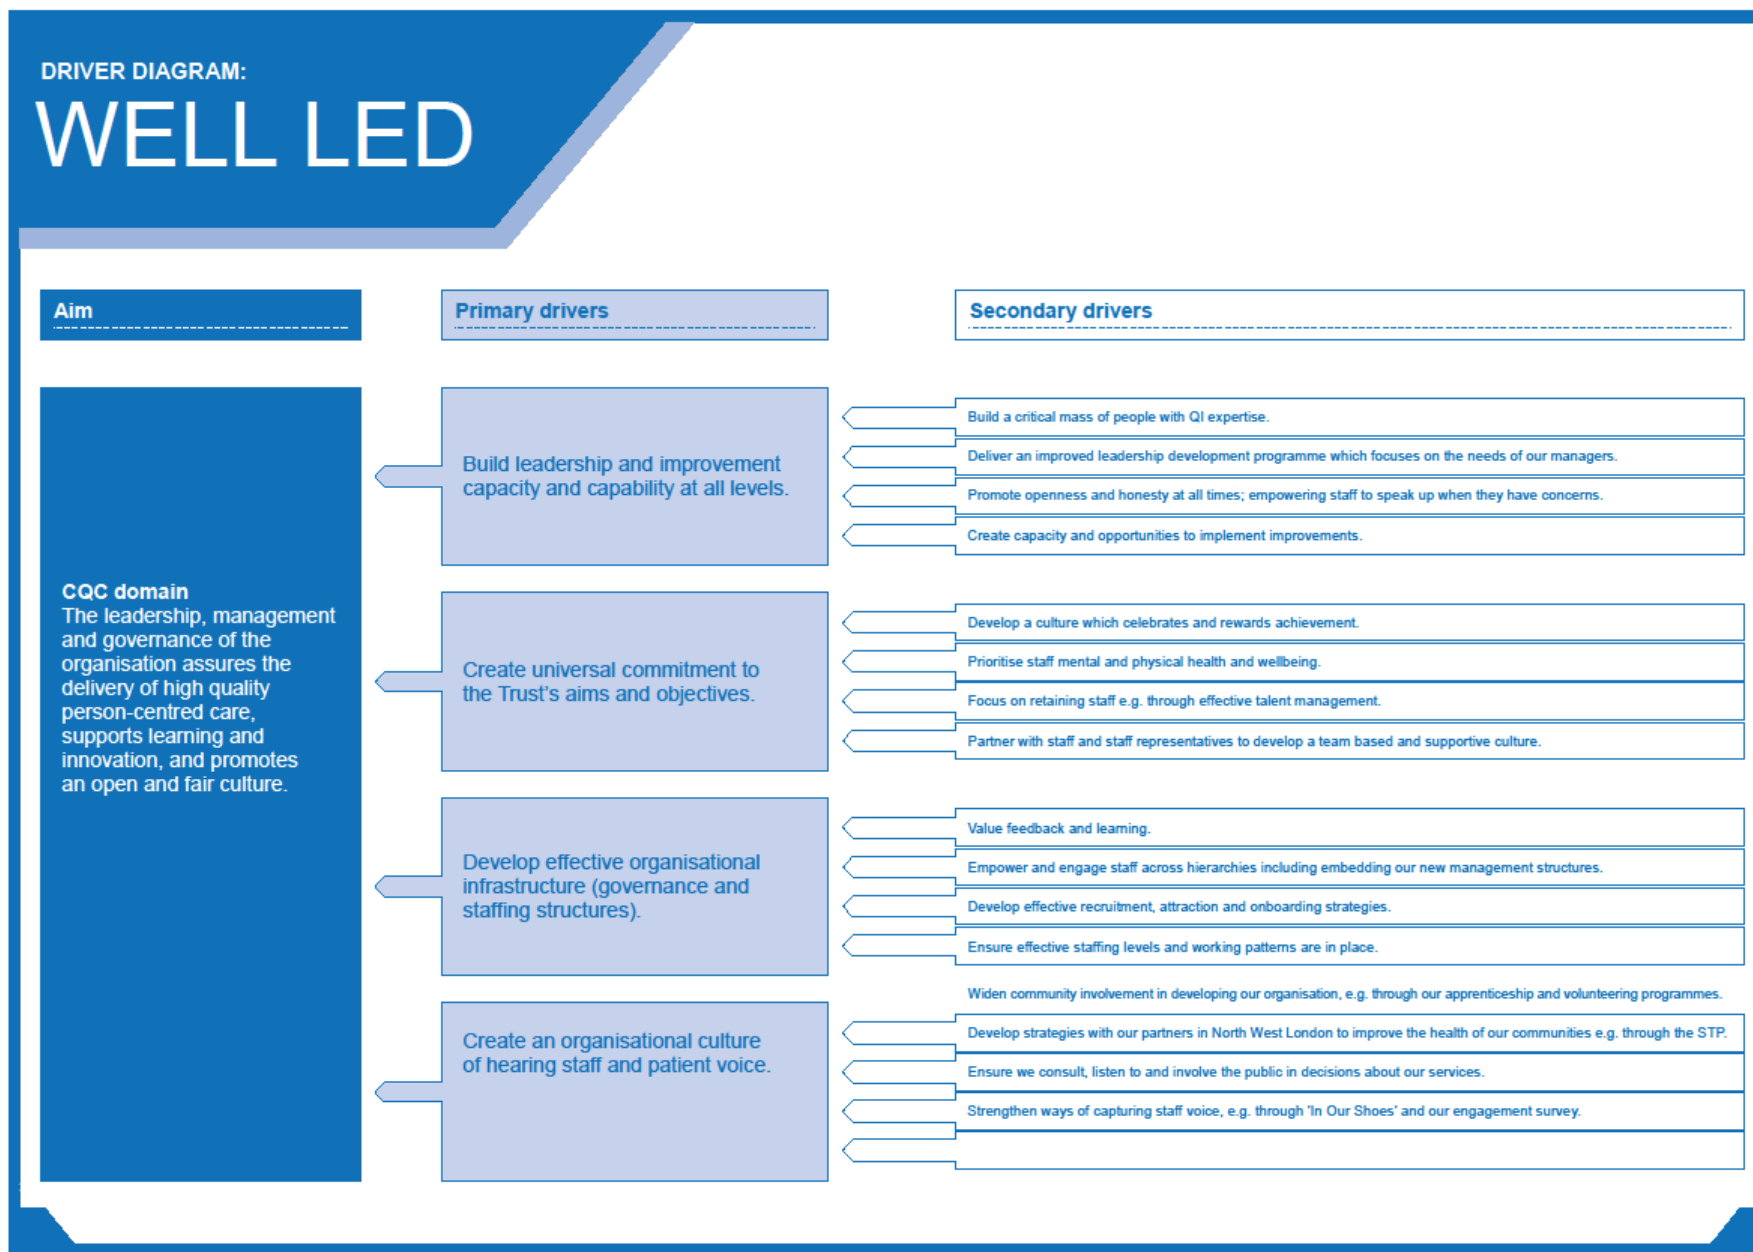 DRIVER DIAGRAM:
WELL LED
Aim
Primary drivers
Secondary drivers
CQC domain
The leadership, management
and governance of the
organisation assures the
delivery of high quality
person-centred care,
supports learning and
innovation, and promotes
an open and fair culture.
Build leadership and improvement
capacity and capability at all levels.
Build a critical mass of people with QI expertise.
Deliver an improved leadership development programme which focuses on the needs of our managers.
Promote openness and honesty at all times; empowering staff to speak up when they have concerns.
Create capacity and opportunities to implement improvements.
Create universal commitment to
the Trust's aims and objectives.
Develop a culture which celebrates and rewards achievement.
Prioritise staff mental and physical health and wellbeing.
Focus on retaining staff e.g. through effective talent management.
Partner with staff and staff representatives to develop a team based and supportive culture.
Develop effective organisational
infrastructure (governance and
staffing structures).
Value feedback and learning.
Empower and engage staff across hierarchies including embedding our new management structures.
Develop effective recruitment, attraction and onboarding strategies.
Ensure effective staffing levels and working patterns are in place.
Create an organisational culture
of hearing staff and patient voice.
Widen community involvement in developing our organisation, e.g. through our apprenticeship and volunteering programmes.
Develop strategies with our partners in North West London to improve the health of our communities e.g. through the STP.
Ensure we consult, listen to and involve the public in decisions about our services.
Strengthen ways of capturing staff voice, e.g. through 'In Our Shoes' and our engagement survey.